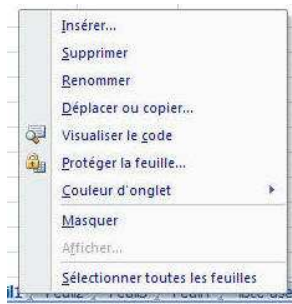 Insérer...
Supprimer
Renommer
Déplacer ou copier...
Visualiser le code
Protéger la feuille...
Couleur d'onglet
Masquer
Afficher...
Sélectionner toutes les feuilles